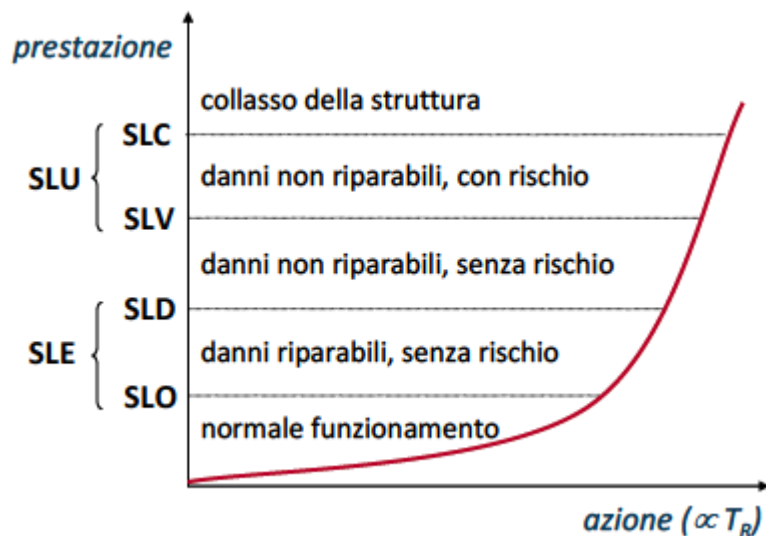 prestazione
collasso della struttura
SLC
SLU
danni non riparabili, con rischio
SLV
danni non riparabili, senza rischio
SLD
SLE
danni riparabili, senza rischio
SLO
normale funzionamento
azione (∝ T_R)